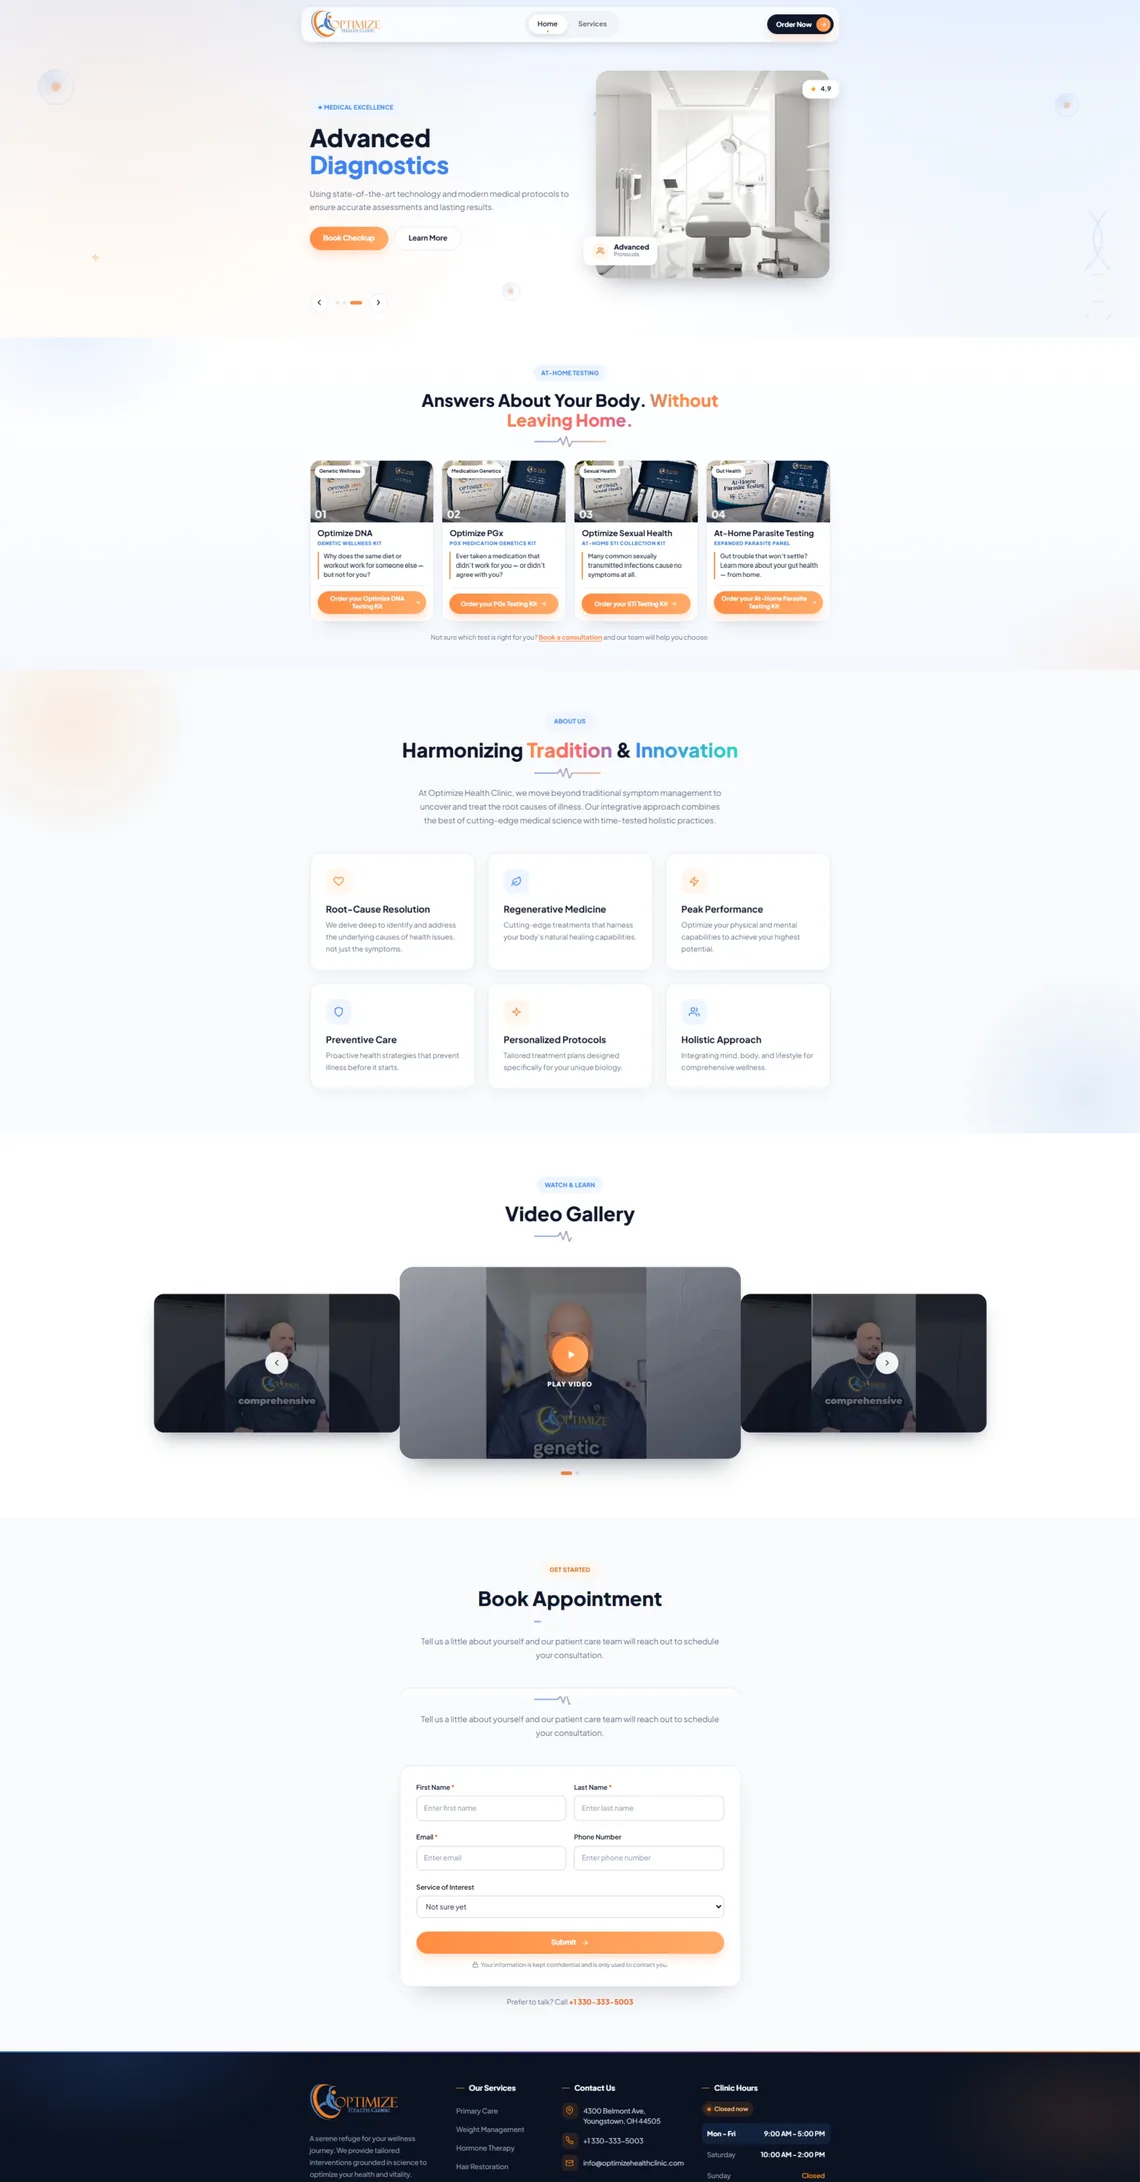 OPTIMIZE
HEALTH CLINIC
Home
Services
Order Now
4.9
MEDICAL EXCELLENCE
Advanced
Diagnostics
Using state-of-the-art technology and modern medical protocols to
ensure accurate assessments and lasting results.
Book Checkup
Learn More
Advanced
Protocols
AT-HOME TESTING
Answers About Your Body. Without
Leaving Home.
Genetic Wellness
01
Optimize DNA
GENETIC WELLNESS KIT
Why does the same diet or
workout work for someone else —
but not for you?
Order your Optimize DNA
Testing Kit
Medication Genetics
02
Optimize PGx
PGX MEDICATION GENETICS KIT
Ever taken a medication that
didn't work for you — or didn't
agree with you?
Order your PGx Testing Kit
Sexual Health
03
Optimize Sexual Health
AT-HOME STI COLLECTION KIT
Many common sexually
transmitted infections cause no
symptoms at all.
Order your STI Testing Kit
Gut Health
At-Home
Parasite Testing
04
At-Home Parasite Testing
EXPANDED PARASITE PANEL
Gut trouble that won't settle?
Learn more about your gut health
— from home.
Order your At-Home Parasite
Testing Kit
Not sure which test is right for you? Book a consultation and our team will help you choose
ABOUT US
Harmonizing Tradition & Innovation
At Optimize Health Clinic, we move beyond traditional symptom management to
uncover and treat the root causes of illness. Our integrative approach combines
the best of cutting-edge medical science with time-tested holistic practices.
Root-Cause Resolution
We delve deep to identify and address
the underlying causes of health issues,
not just the symptoms.
Regenerative Medicine
Cutting-edge treatments that harness
your body's natural healing capabilities.
Peak Performance
Optimize your physical and mental
capabilities to achieve your highest
potential.
Preventive Care
Proactive health strategies that prevent
illness before it starts.
Personalized Protocols
Tailored treatment plans designed
specifically for your unique biology.
Holistic Approach
Integrating mind, body, and lifestyle for
comprehensive wellness.
WATCH & LEARN
Video Gallery
comprehensive
PLAY VIDEO
OPTIMIZE
genetic
comprehensive
GET STARTED
Book Appointment
Tell us a little about yourself and our patient care team will reach out to schedule
your consultation.
Tell us a little about yourself and our patient care team will reach out to schedule
your consultation.
First Name *
Last Name *
Enter first name
Enter last name
Email *
Phone Number
Enter email
Enter phone number
Service of Interest
Not sure yet
Submit
Your information is kept confidential and is only used to contact you.
Prefer to talk? Call +1 330-333-5003
OPTIMIZE
HEALTH CLINIC
A serene refuge for your wellness
journey. We provide tailored
interventions grounded in science to
optimize your health and vitality.
Our Services
Primary Care
Weight Management
Hormone Therapy
Hair Restoration
Contact Us
4300 Belmont Ave,
Youngstown, OH 44505
+1 330-333-5003
info@optimizehealthclinic.com
Clinic Hours
Closed now
Mon - Fri 9:00 AM - 5:00 PM
Saturday 10:00 AM - 2:00 PM
Sunday Closed